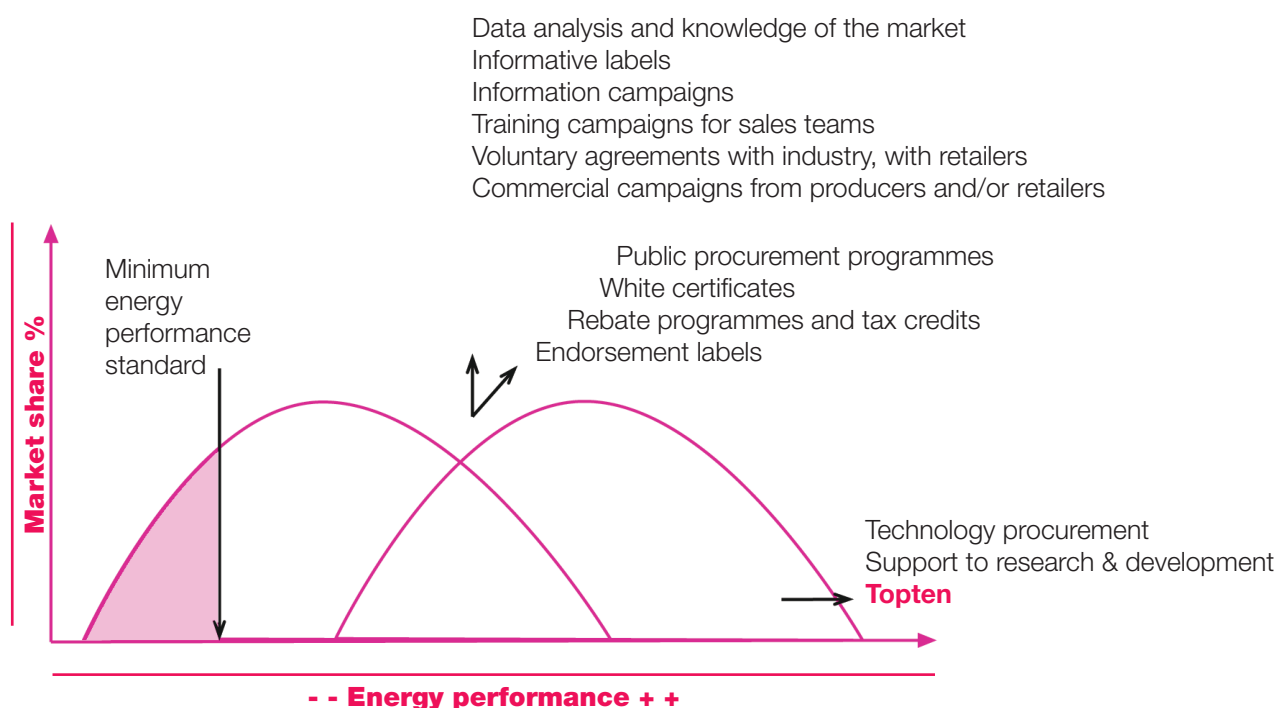 Data analysis and knowledge of the market
Informative labels
Information campaigns
Training campaigns for sales teams
Voluntary agreements with industry, with retailers
Commercial campaigns from producers and/or retailers
Public procurement programmes
White certificates
Rebate programmes and tax credits
Endorsement labels
Minimum
energy
performance
standard
Market share %
Technology procurement
Support to research & development
Topten
- - Energy performance + +